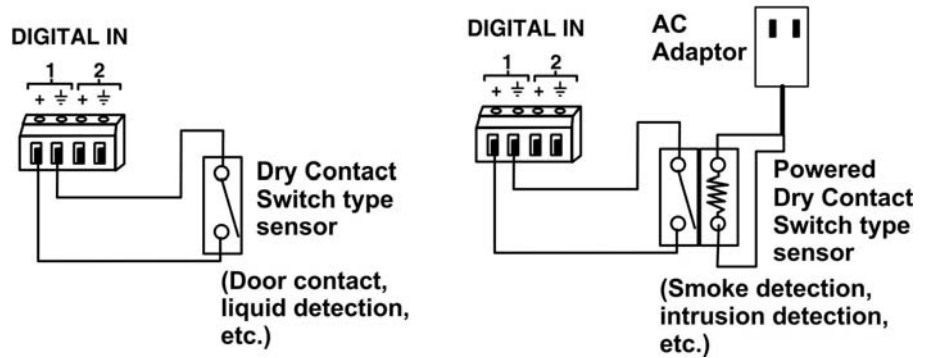 DIGITAL IN
1 2
+ ⏚ + ⏚
Dry Contact
Switch type
sensor
(Door contact,
liquid detection,
etc.)
DIGITAL IN
1 2
+ ⏚ + ⏚
AC
Adaptor
Powered
Dry Contact
Switch type
sensor
(Smoke detection,
intrusion detection,
etc.)